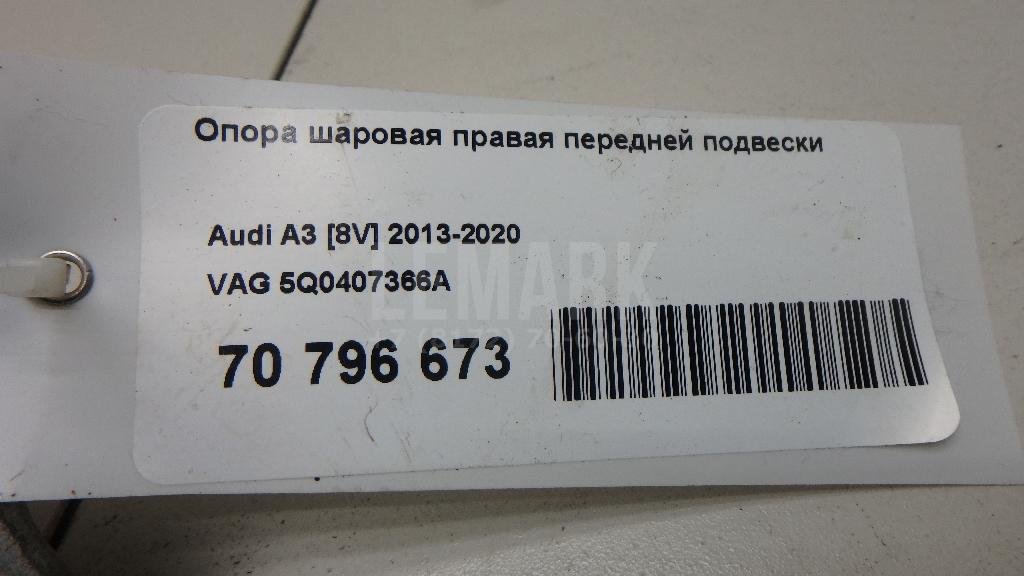 Опора шаровая правая передней подвески
Audi A3 [8V] 2013-2020
VAG 5Q0407366A
LEMARK
70 796 673